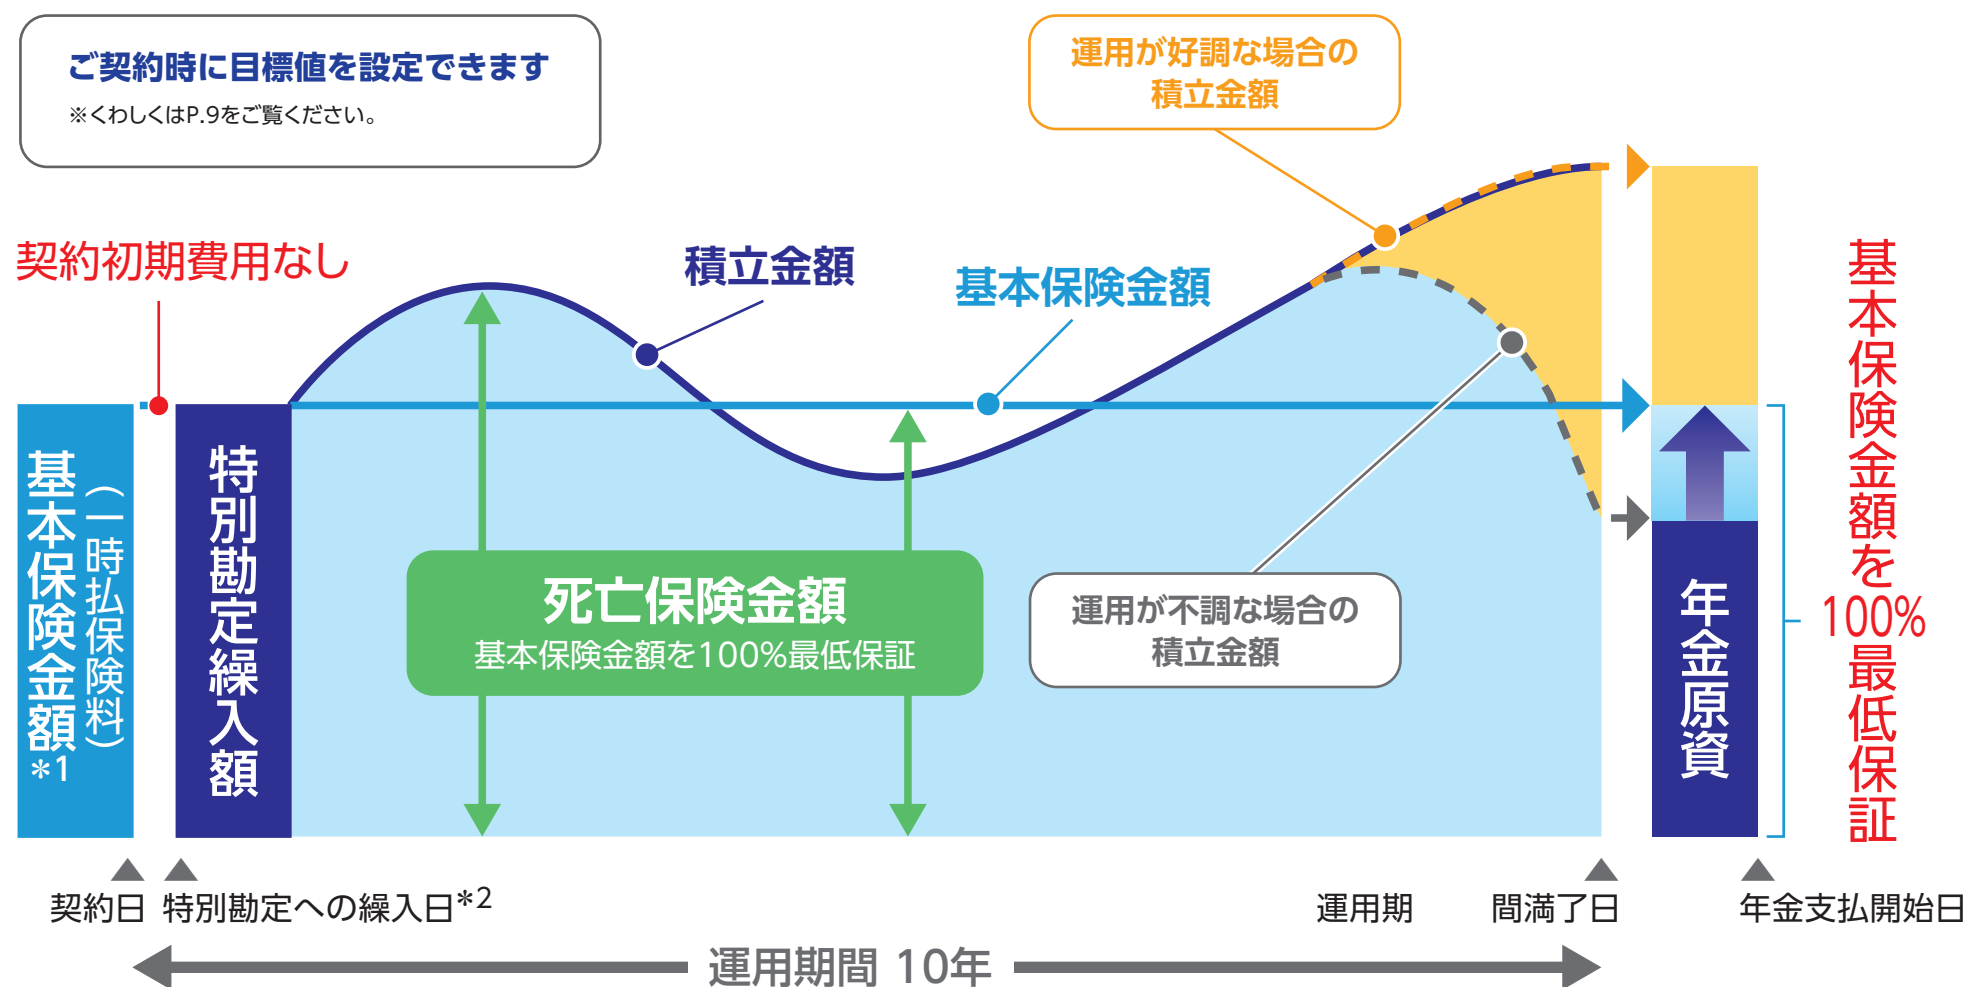 ご契約時に目標値を設定できます
※くわしくはP.9をご覧ください。
運用が好調な場合の
積立金額
契約初期費用なし
積立金額
基本保険金額
基本保険金額*1
(一時払保険料)
特別勘定繰入額
死亡保険金額
基本保険金額を100%最低保証
運用が不調な場合の
積立金額
年金原資
基本保険金額を100%最低保証
契約日
特別勘定への繰入日*2
運用期 間満了日
年金支払開始日
運用期間 10年